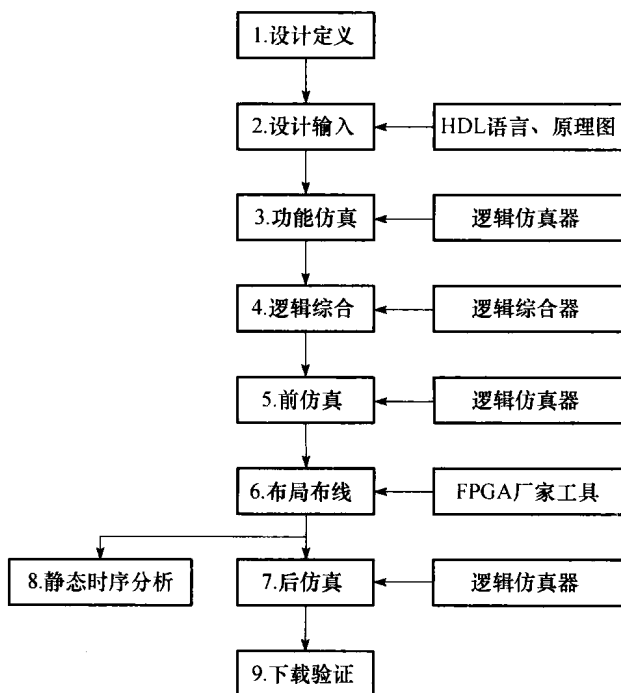 1.设计定义
2.设计输入
HDL语言、原理图
3.功能仿真
逻辑仿真器
4.逻辑综合
逻辑综合器
5.前仿真
逻辑仿真器
6.布局布线
FPGA厂家工具
8.静态时序分析
7.后仿真
逻辑仿真器
9.下载验证